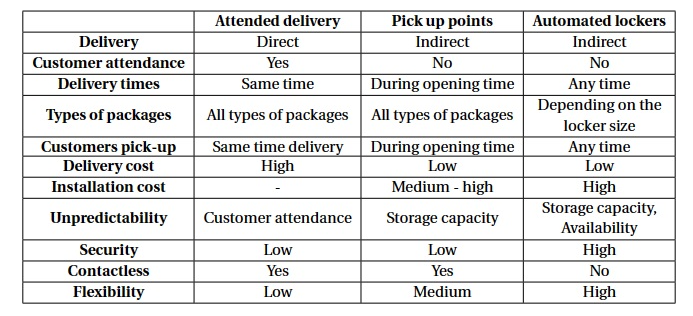 Attended delivery Pick up points Automated lockers
Delivery Direct Indirect Indirect
Customer attendance Yes No No
Delivery times Same time During opening time Any time
Types of packages All types of packages All types of packages Depending on the
locker size
Customers pick-up Same time delivery During opening time Any time
Delivery cost High Low Low
Installation cost - Medium - high High
Unpredictability Customer attendance Storage capacity Storage capacity,
Availability
Security Low Low High
Contactless Yes Yes No
Flexibility Low Medium High